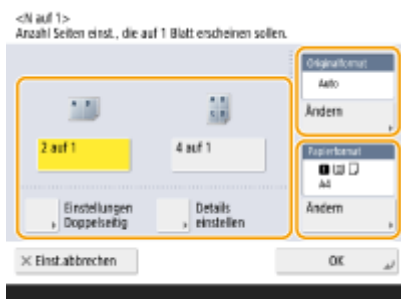 <N auf 1>
Anzahl Seiten einst., die auf 1 Blatt erscheinen sollen.
Originalformat
Auto
Ändern
2 auf 1
4 auf 1
Papierformat
1
A4
Einstellungen
Doppelseitig
Details
einstellen
Ändern
× Einst.abbrechen
OK